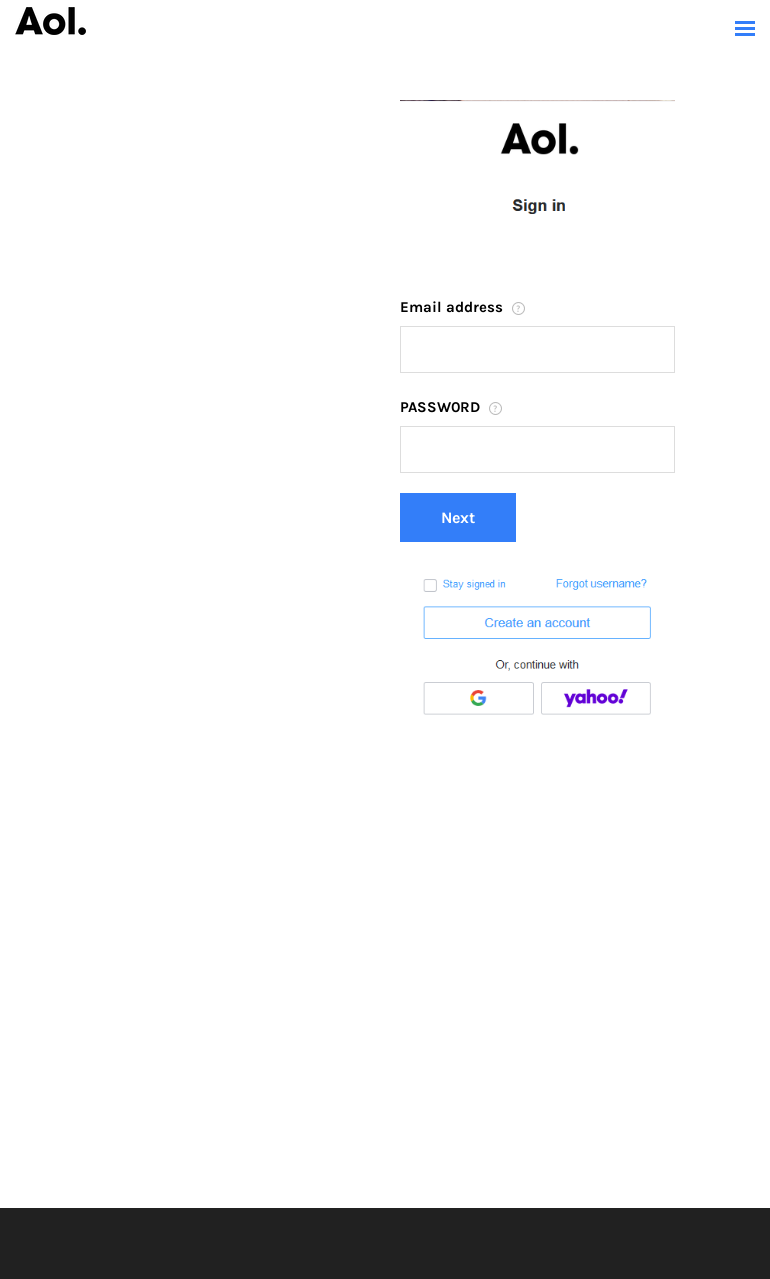 Aol.
Aol.
Sign in
Email address ?
PASSWORD ?
Next
Stay signed in Forgot username?
Create an account
Or, continue with
G yahoo!